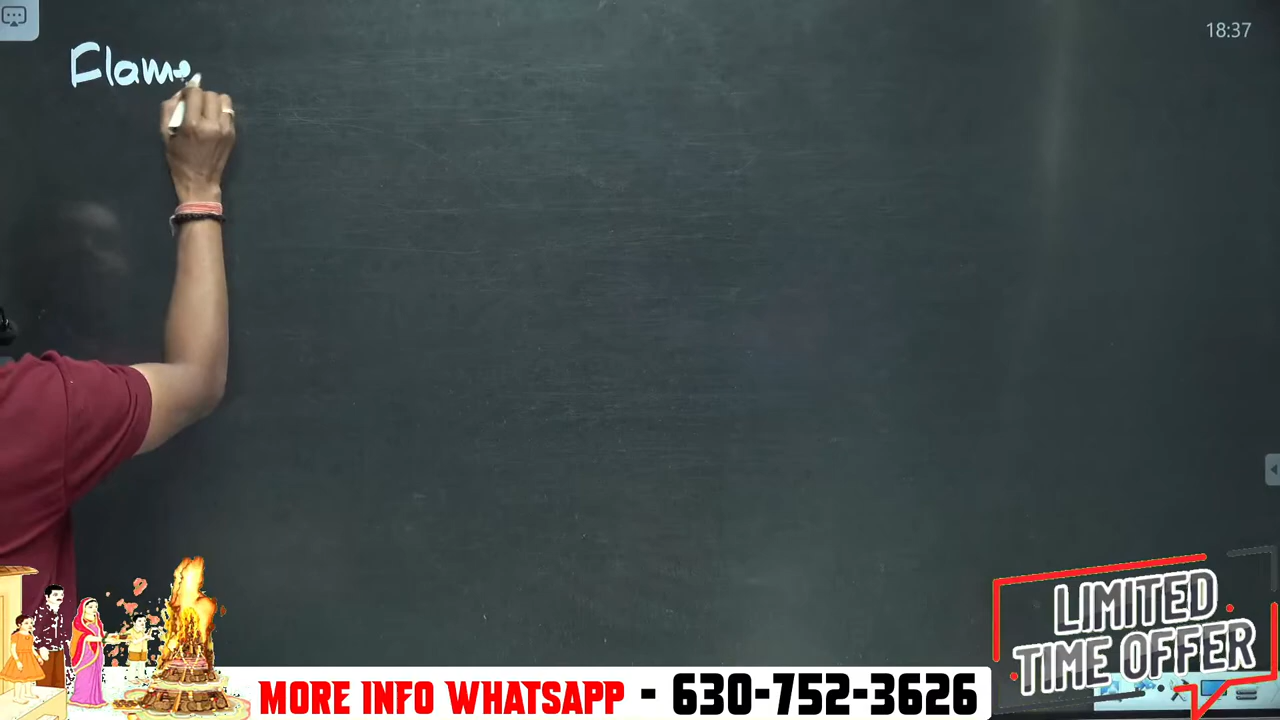 18:37
Flame
LIMITED
TIME OFFER
MORE INFO WHATSAPP - 630-752-3626